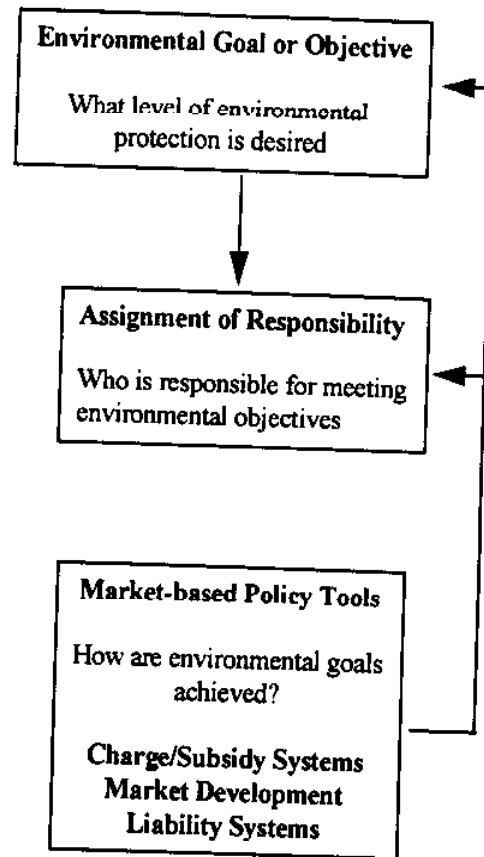 Environmental Goal or Objective
What level of environmental
protection is desired
Assignment of Responsibility
Who is responsible for meeting
environmental objectives
Market-based Policy Tools
How are environmental goals
achieved?
Charge/Subsidy Systems
Market Development
Liability Systems